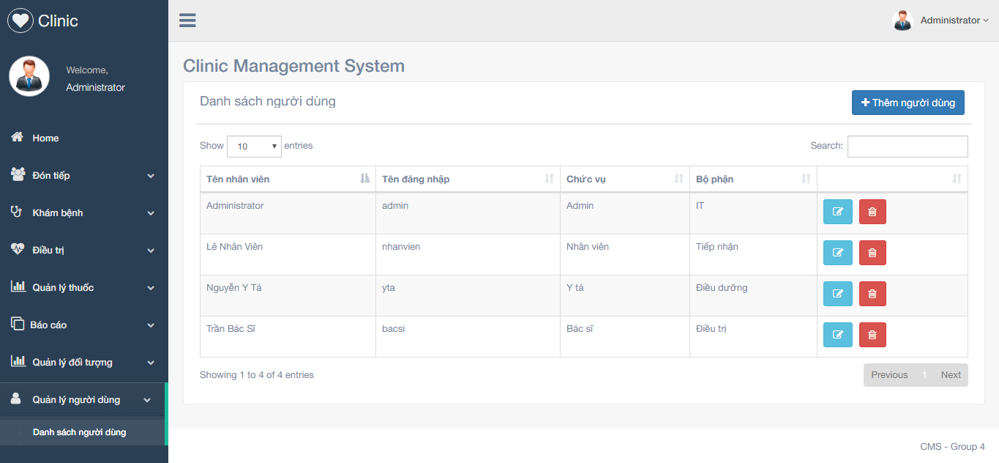 Clinic
Administrator
Welcome,
Administrator
Home
Đón tiếp
Khám bệnh
Điều trị
Quản lý thuốc
Báo cáo
Quản lý đối tượng
Quản lý người dùng
Danh sách người dùng
Clinic Management System
Danh sách người dùng
Thêm người dùng
Show 10 entries
Search:
Tên nhân viên Tên đăng nhập Chức vụ Bộ phận
Administrator admin Admin IT
Lê Nhân Viên nhanvien Nhân viên Tiếp nhận
Nguyễn Y Tá yta Y tá Điều dưỡng
Trần Bác Sĩ bacsi Bác sĩ Điều trị
Showing 1 to 4 of 4 entries
Previous 1 Next
CMS - Group 4